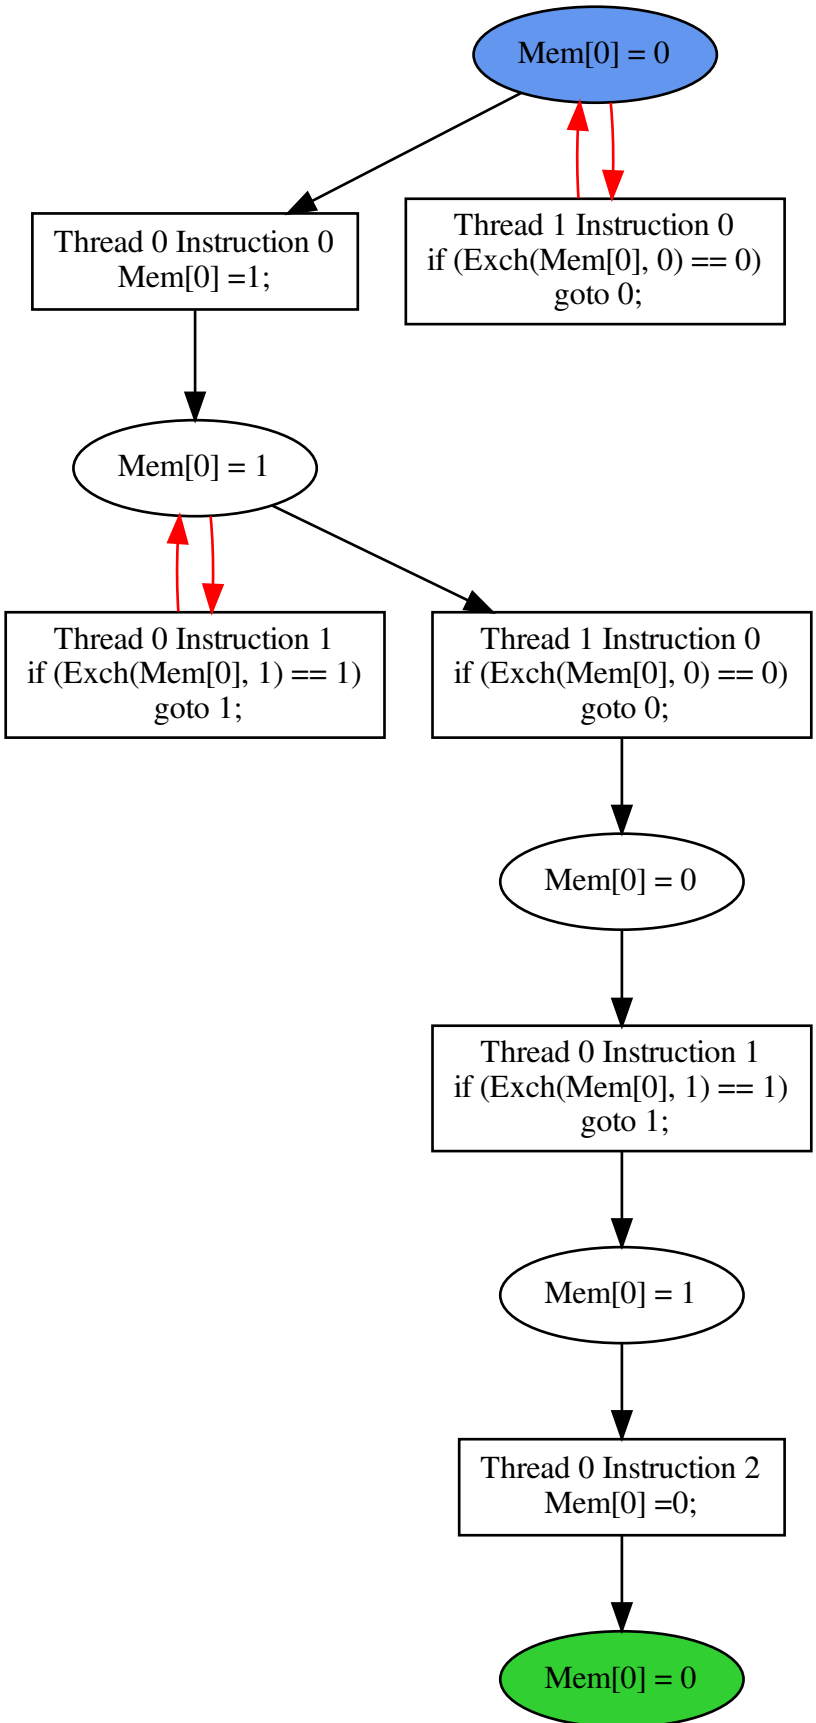 Mem[0] = 0
Thread 0 Instruction 0
Mem[0] =1;
Thread 1 Instruction 0
if (Exch(Mem[0], 0) == 0)
goto 0;
Mem[0] = 1
Thread 0 Instruction 1
if (Exch(Mem[0], 1) == 1)
goto 1;
Thread 1 Instruction 0
if (Exch(Mem[0], 0) == 0)
goto 0;
Mem[0] = 0
Thread 0 Instruction 1
if (Exch(Mem[0], 1) == 1)
goto 1;
Mem[0] = 1
Thread 0 Instruction 2
Mem[0] =0;
Mem[0] = 0